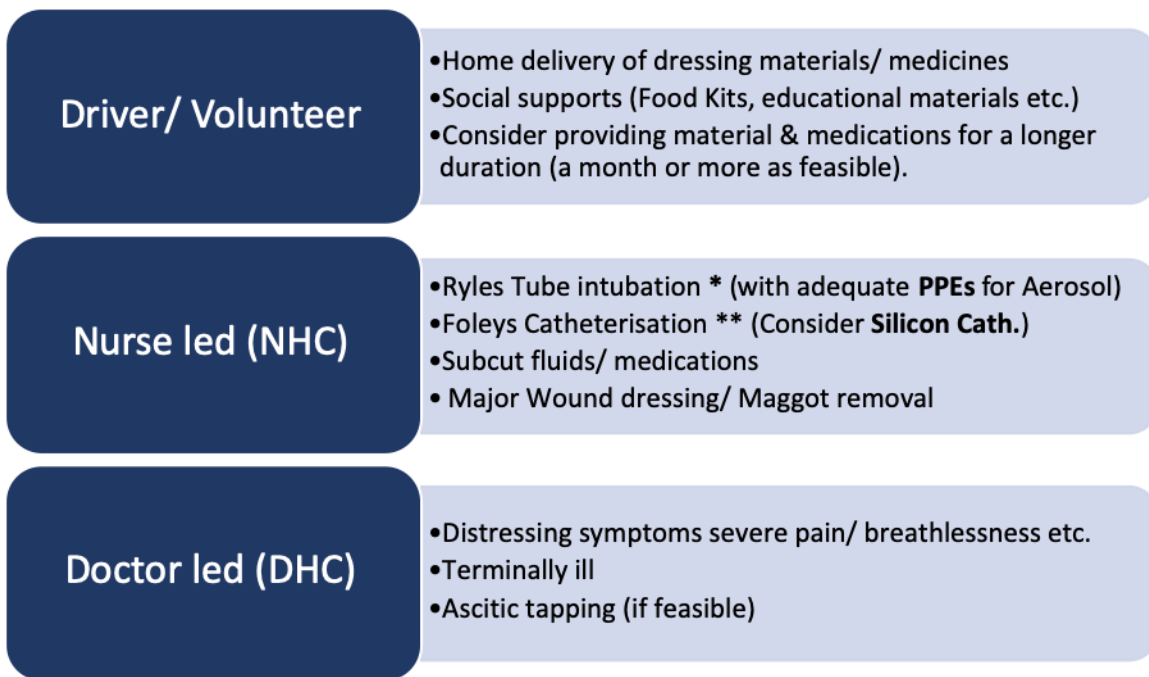 Driver/ Volunteer
•Home delivery of dressing materials/ medicines
•Social supports (Food Kits, educational materials etc.)
•Consider providing material & medications for a longer
duration (a month or more as feasible).
Nurse led (NHC)
•Ryles Tube intubation * (with adequate PPEs for Aerosol)
•Foleys Catheterisation ** (Consider Silicon Cath.)
•Subcut fluids/ medications
• Major Wound dressing/ Maggot removal
Doctor led (DHC)
•Distressing symptoms severe pain/ breathlessness etc.
•Terminally ill
•Ascitic tapping (if feasible)